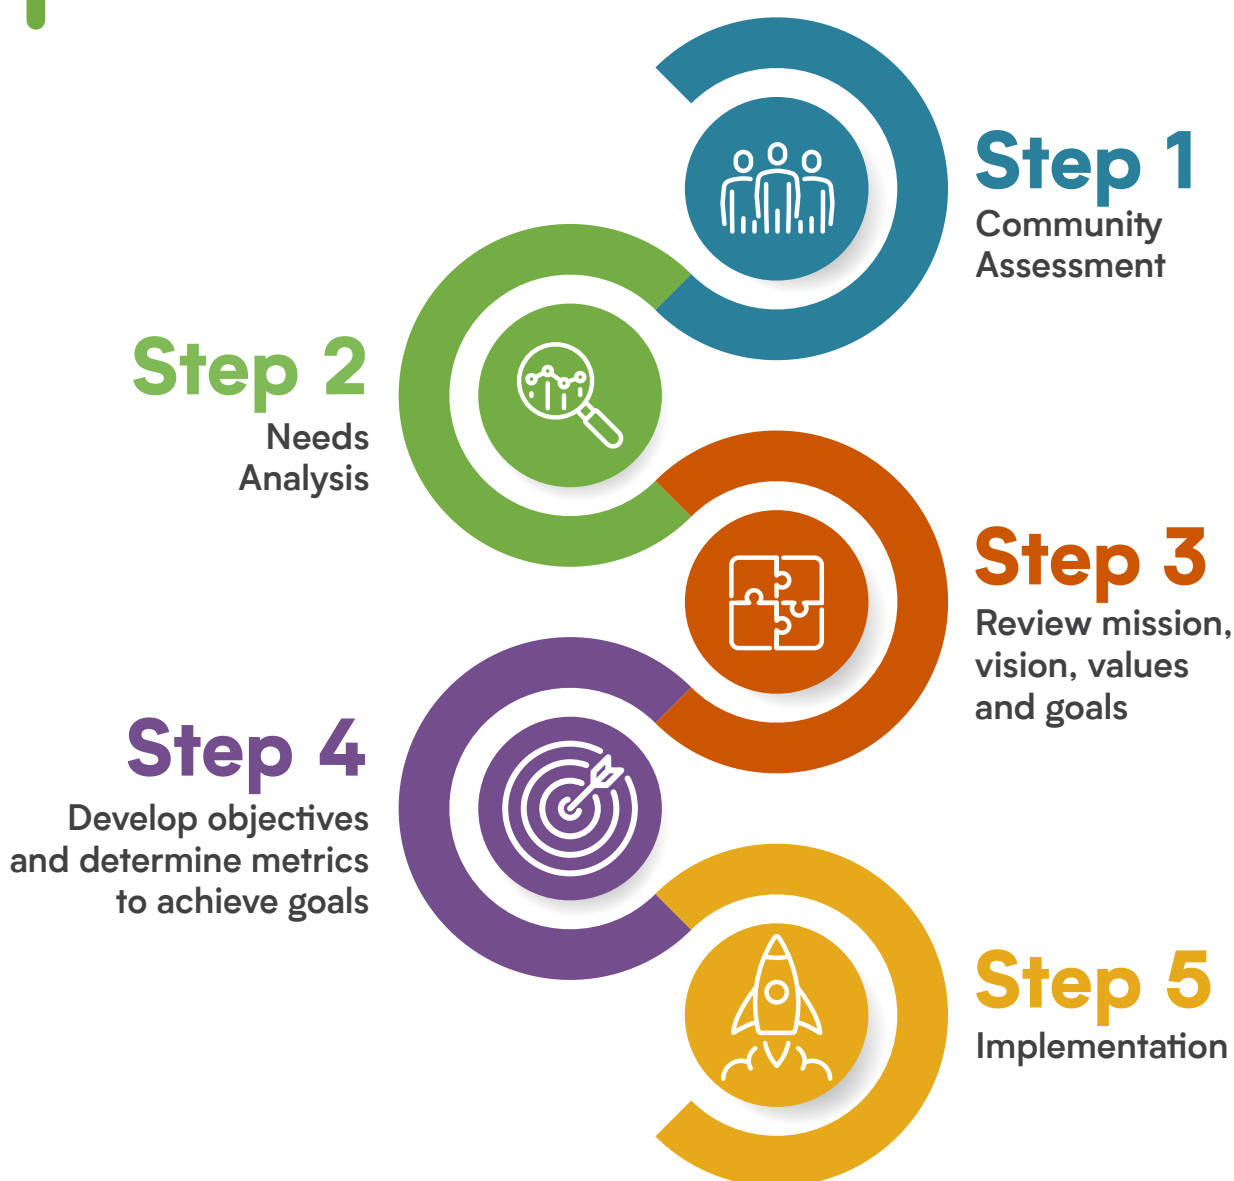 Step 1
Community
Assessment
Step 2
Needs
Analysis
Step 3
Review mission,
vision, values
and goals
Step 4
Develop objectives
and determine metrics
to achieve goals
Step 5
Implementation